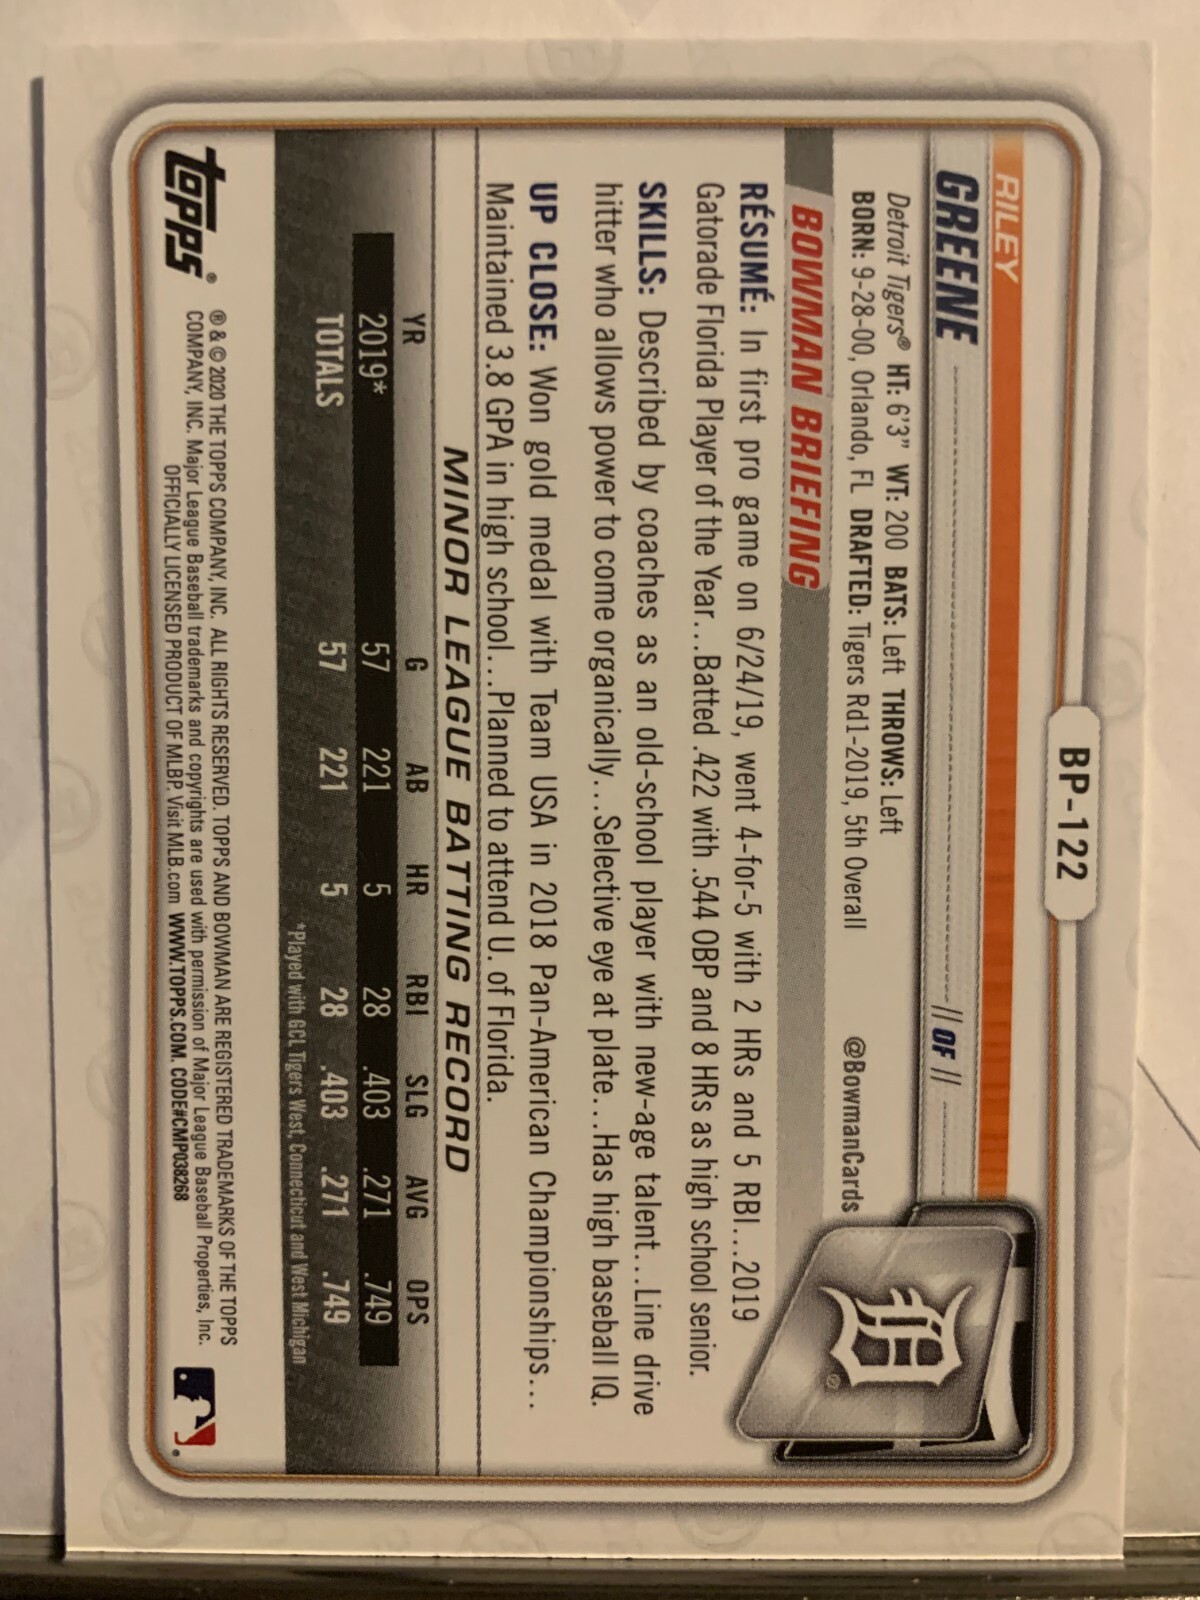 BP-122
RILEY
GREENE
|| OF ||
Detroit Tigers® HT: 6'3" WT: 200 BATS: Left THROWS: Left
BORN: 9-28-00, Orlando, FL DRAFTED: Tigers Rd1-2019, 5th Overall
@BowmanCards
BOWMAN BRIEFING
RÉSUMÉ: In first pro game on 6/24/19, went 4-for-5 with 2 HRs and 5 RBI...2019
Gatorade Florida Player of the Year...Batted .422 with .544 OBP and 8 HRs as high school senior.
SKILLS: Described by coaches as an old-school player with new-age talent...Line drive
hitter who allows power to come organically...Selective eye at plate...Has high baseball IQ.
UP CLOSE: Won gold medal with Team USA in 2018 Pan-American Championships...
Maintained 3.8 GPA in high school...Planned to attend U. of Florida.
MINOR LEAGUE BATTING RECORD
YR G AB HR RBI SLG AVG OPS
2019* 57 221 5 28 .403 .271 .749
TOTALS 57 221 5 28 .403 .271 .749
*Played with GCL Tigers West, Connecticut and West Michigan
topps®
® & © 2020 THE TOPPS COMPANY, INC. ALL RIGHTS RESERVED. TOPPS AND BOWMAN ARE REGISTERED TRADEMARKS OF THE TOPPS
COMPANY, INC. Major League Baseball trademarks and copyrights are used with permission of Major League Baseball Properties, Inc.
OFFICIALLY LICENSED PRODUCT OF MLBP. Visit MLB.com WWW.TOPPS.COM. CODE#CMP038268